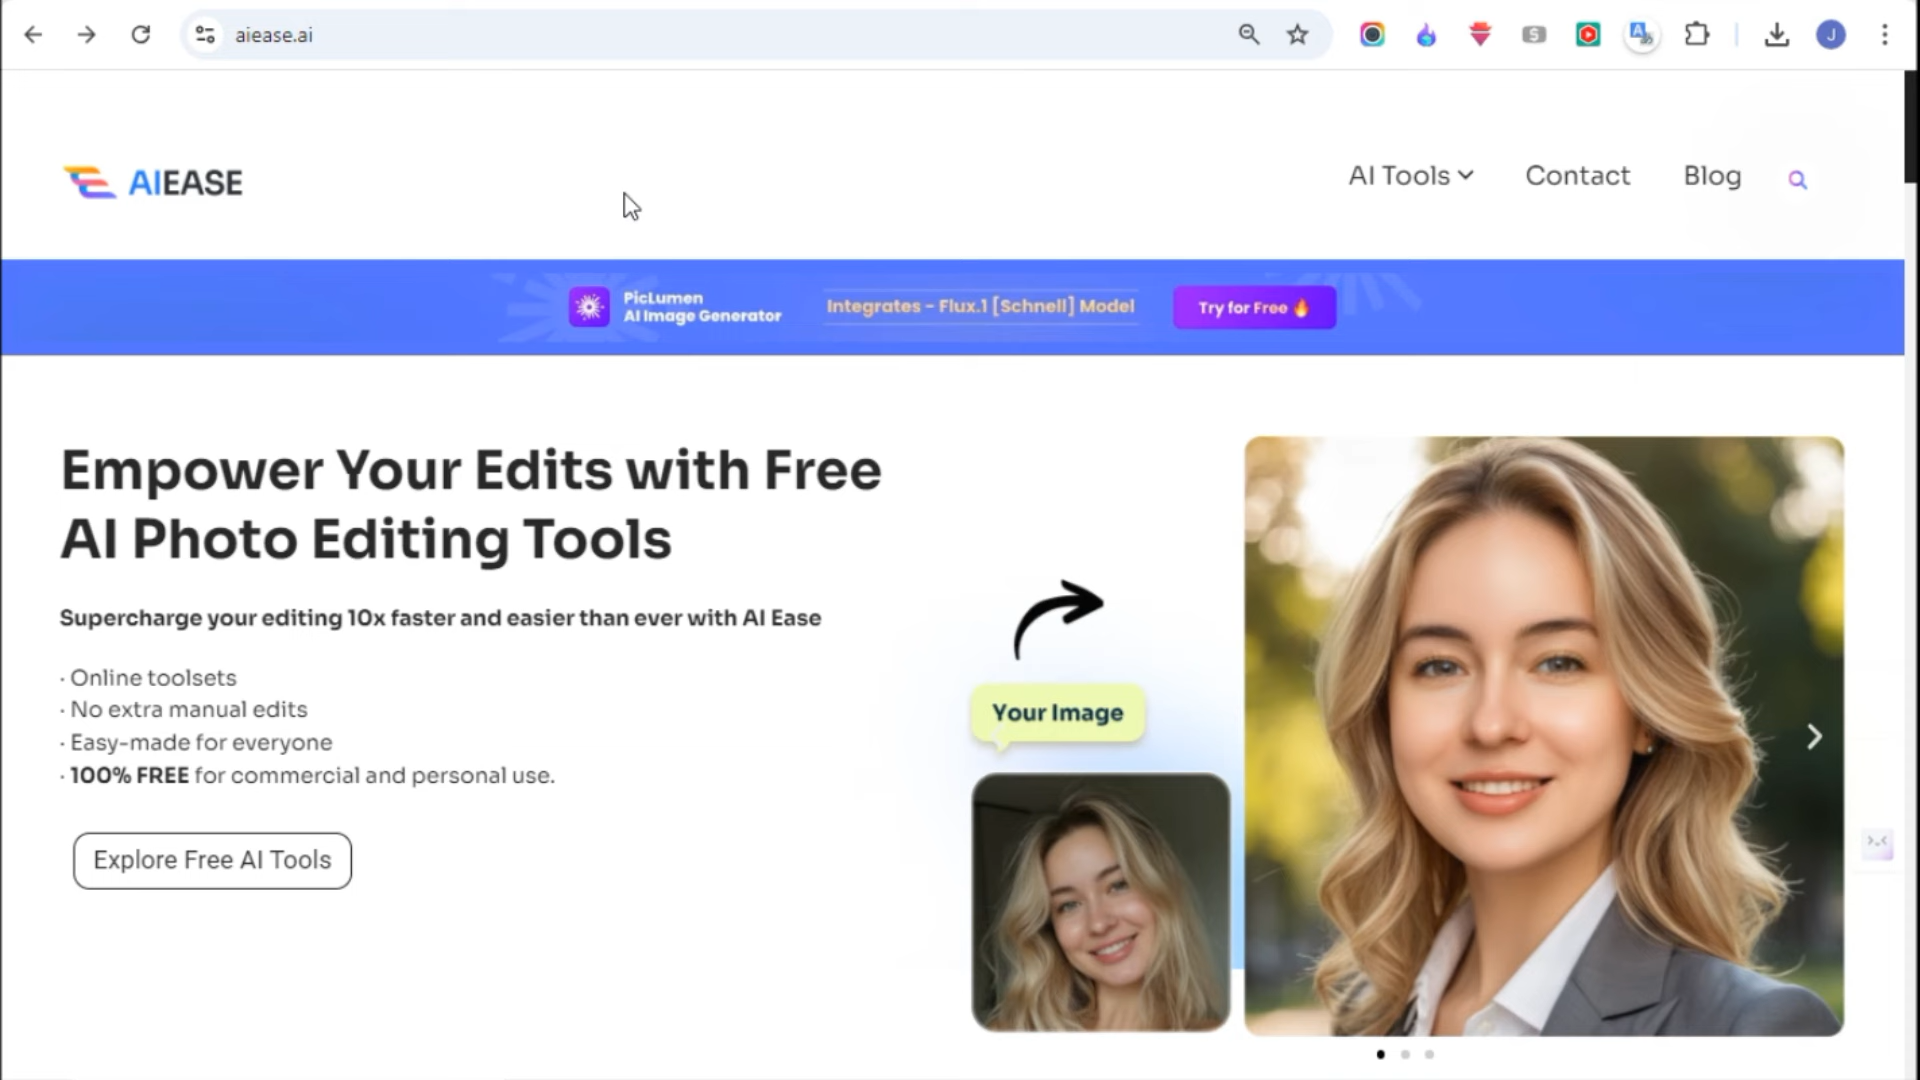 aiease.ai
S
A
J
AIEASE
AI Tools
Contact
Blog
PicLumen
AI Image Generator
Integrates - Flux.1 [Schnell] Model
Try for Free
Empower Your Edits with Free
AI Photo Editing Tools
Supercharge your editing 10x faster and easier than ever with AI Ease
· Online toolsets
· No extra manual edits
· Easy-made for everyone
· 100% FREE for commercial and personal use.
Explore Free AI Tools
Your Image